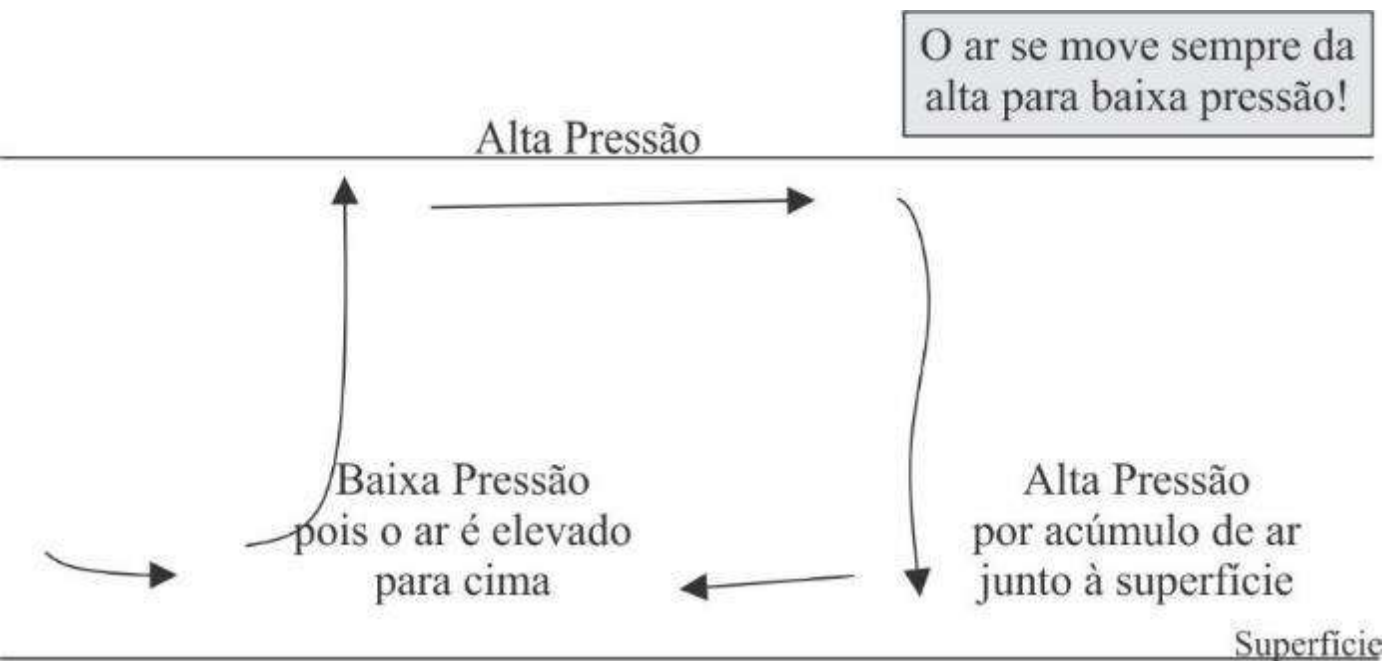 O ar se move sempre da
alta para baixa pressão!
Alta Pressão
Baixa Pressão
pois o ar é elevado
para cima
Alta Pressão
por acúmulo de ar
junto à superfície
Superfície